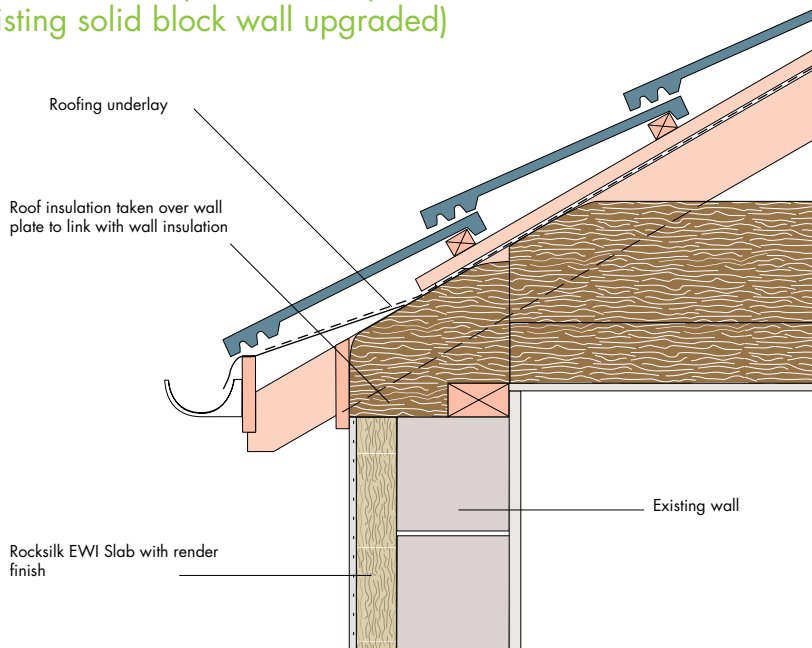 isting solid block wall upgraded)
Roofing underlay
Roof insulation taken over wall
plate to link with wall insulation
Existing wall
Rocksilk EWI Slab with render
finish